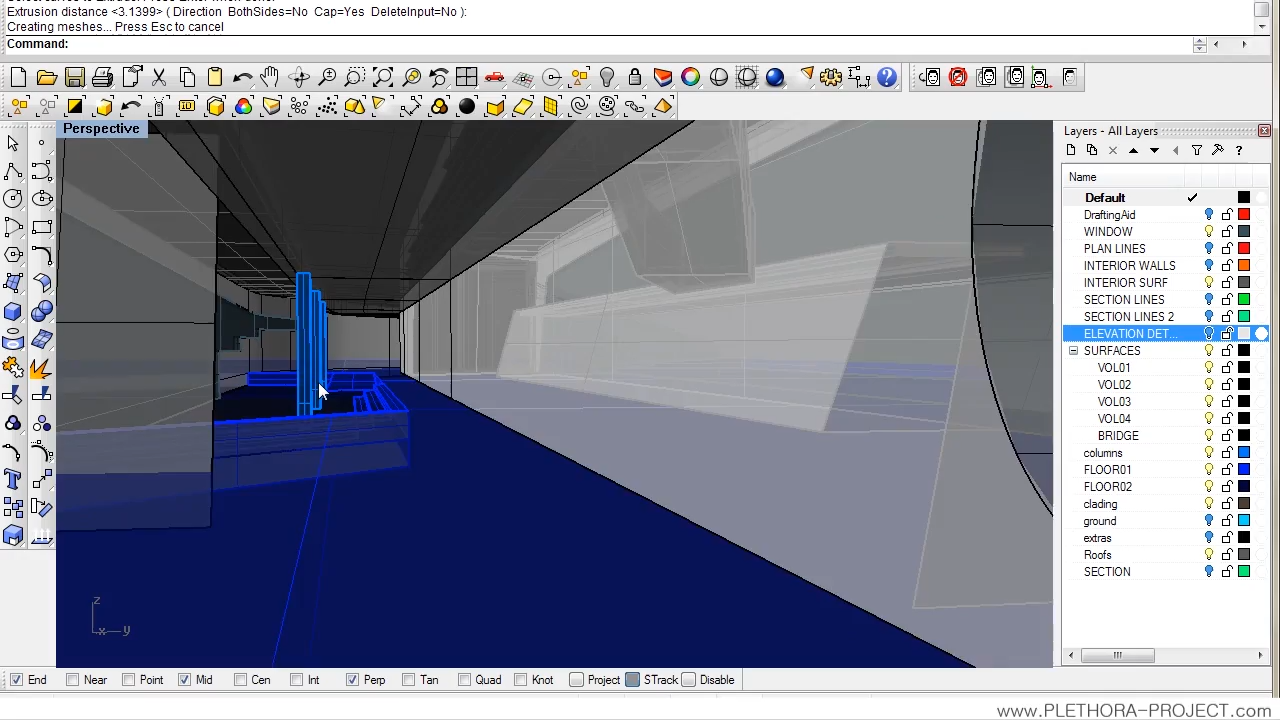 Extrusion distance <3.1399> ( Direction BothSides=No Cap=Yes DeleteInput=No ):
Creating meshes... Press Esc to cancel
Command:
Perspective
Layers - All Layers
Name
Default
DraftingAid
WINDOW
PLAN LINES
INTERIOR WALLS
INTERIOR SURF
SECTION LINES
SECTION LINES 2
ELEVATION DET...
SURFACES
VOL01
VOL02
VOL03
VOL04
BRIDGE
columns
FLOOR01
FLOOR02
clading
ground
extras
Roofs
SECTION
z
x y
End Near Point Mid Cen Int Perp Tan Quad Knot Project STrack Disable
www.PLETHORA-PROJECT.com